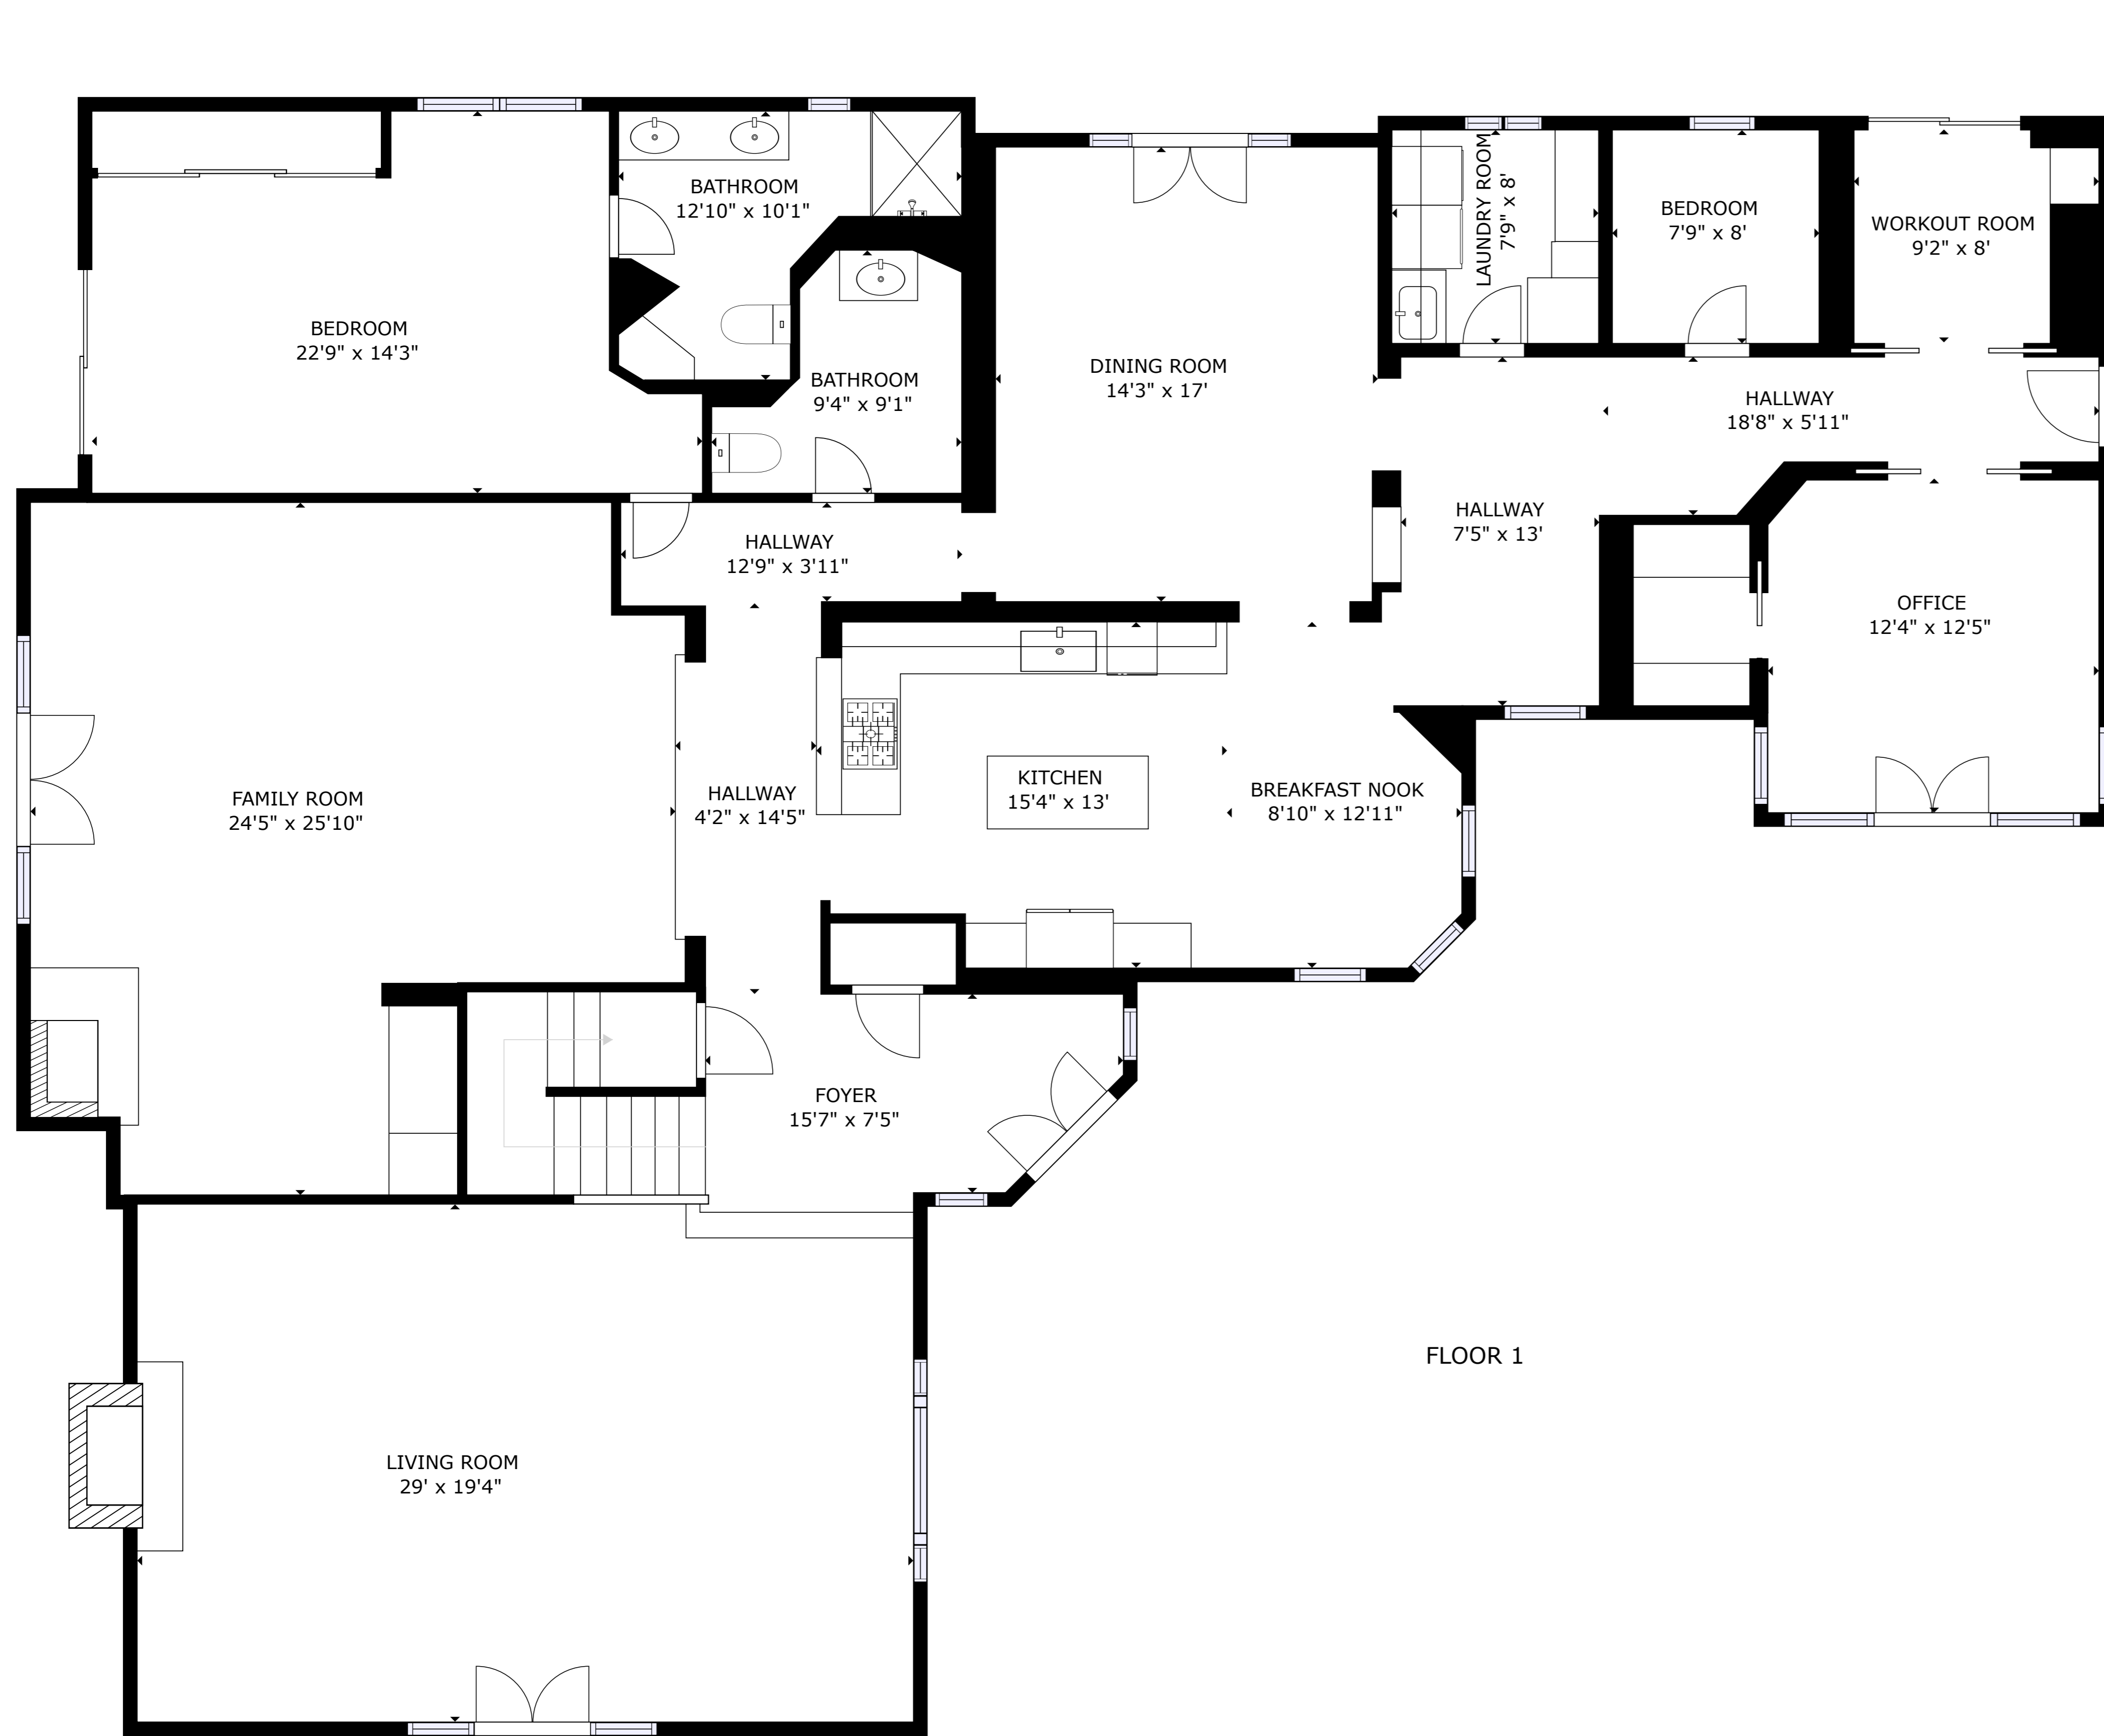 BATHROOM
12'10" x 10'1"
LAUNDRY ROOM
7'9" x 8'
BEDROOM
7'9" x 8'
WORKOUT ROOM
9'2" x 8'
BEDROOM
22'9" x 14'3"
BATHROOM
9'4" x 9'1"
DINING ROOM
14'3" x 17'
HALLWAY
18'8" x 5'11"
HALLWAY
12'9" x 3'11"
HALLWAY
7'5" x 13'
OFFICE
12'4" x 12'5"
FAMILY ROOM
24'5" x 25'10"
HALLWAY
4'2" x 14'5"
KITCHEN
15'4" x 13'
BREAKFAST NOOK
8'10" x 12'11"
FOYER
15'7" x 7'5"
FLOOR 1
LIVING ROOM
29' x 19'4"